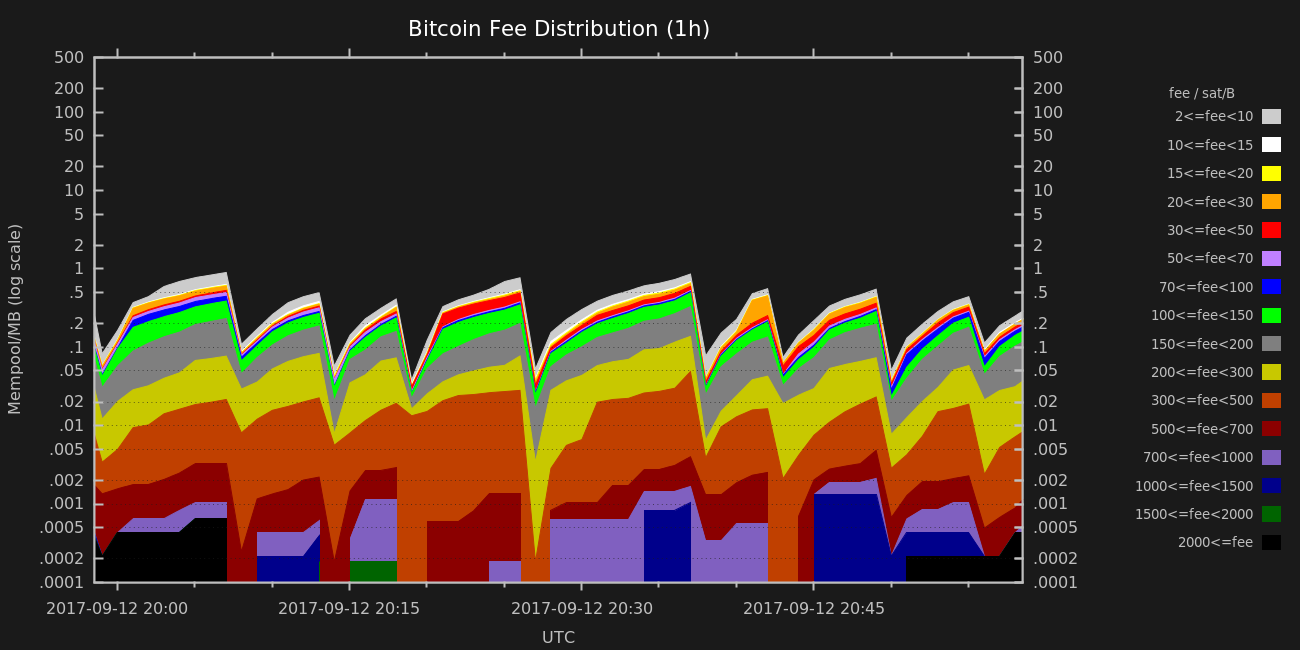 Bitcoin Fee Distribution (1h)
Mempool/MB (log scale)
500
200
100
50
20
10
5
2
1
.5
.2
.1
.05
.02
.01
.005
.002
.001
.0005
.0002
.0001
500
200
100
50
20
10
5
2
1
.5
.2
.1
.05
.02
.01
.005
.002
.001
.0005
.0002
.0001
2017-09-12 20:00 2017-09-12 20:15 2017-09-12 20:30 2017-09-12 20:45
UTC
fee / sat/B
2<=fee<10
10<=fee<15
15<=fee<20
20<=fee<30
30<=fee<50
50<=fee<70
70<=fee<100
100<=fee<150
150<=fee<200
200<=fee<300
300<=fee<500
500<=fee<700
700<=fee<1000
1000<=fee<1500
1500<=fee<2000
2000<=fee